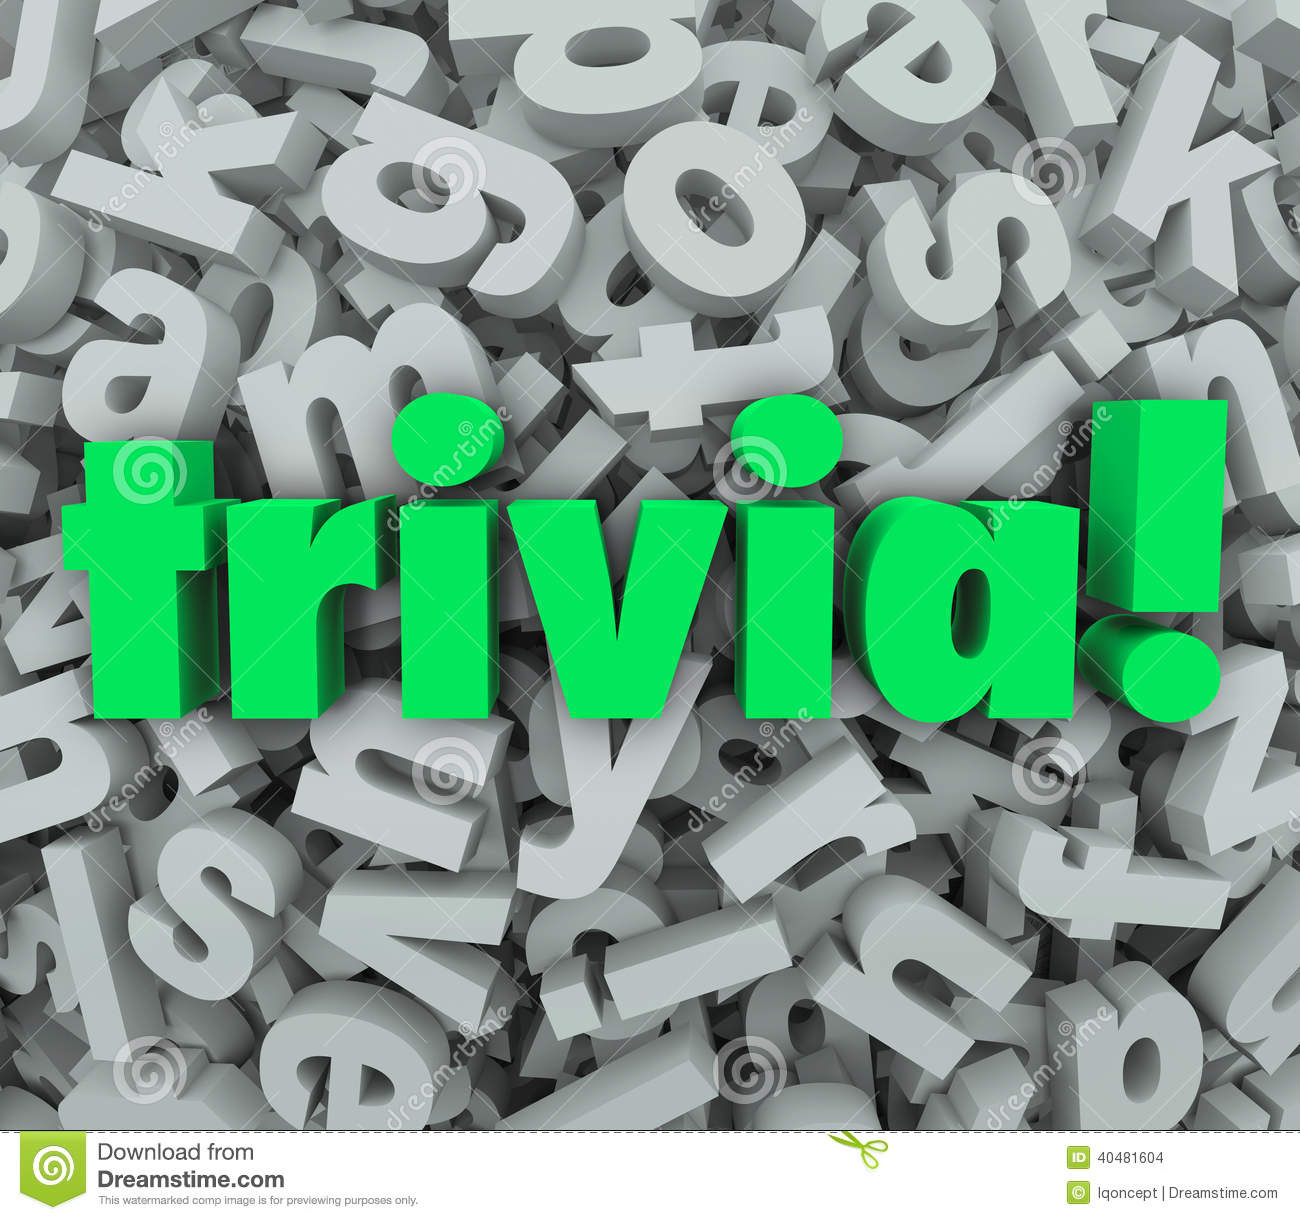 trivia!
Download from
Dreamstime.com
This watermarked comp image is for previewing purposes only.
ID 40481604
© Iqoncept | Dreamstime.com